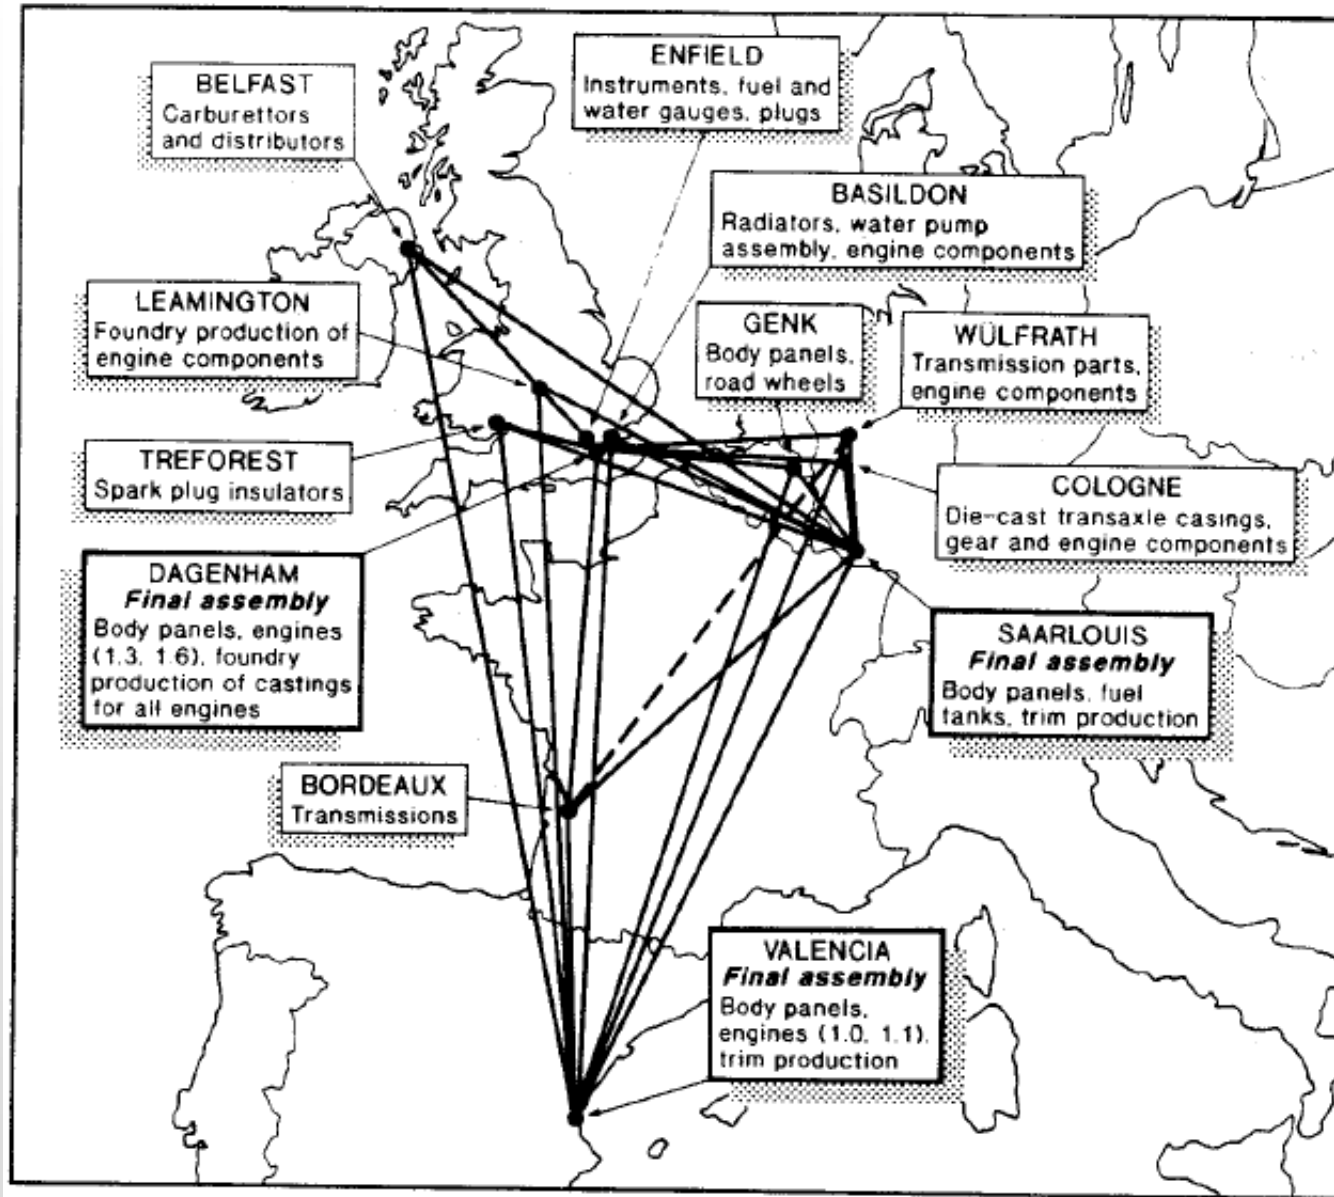 BELFAST
Carburettors
and distributors
ENFIELD
Instruments, fuel and
water gauges, plugs
BASILDON
Radiators, water pump
assembly, engine components
LEAMINGTON
Foundry production of
engine components
GENK
Body panels,
road wheels
WÜLFRATH
Transmission parts,
engine components
TREFOREST
Spark plug insulators
COLOGNE
Die-cast transaxle casings,
gear and engine components
DAGENHAM
Final assembly
Body panels, engines
(1.3, 1.6), foundry
production of castings
for all engines
SAARLOUIS
Final assembly
Body panels, fuel
tanks, trim production
BORDEAUX
Transmissions
VALENCIA
Final assembly
Body panels,
engines (1.0, 1.1),
trim production